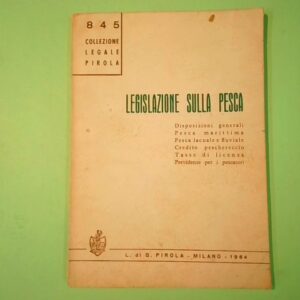 845
COLLEZIONE
LEGALE
PIROLA
LEGISLAZIONE SULLA PESCA
Disposizioni generali
Pesca marittima
Pesca lacuale e fluviale
Credito peschereccio
Tasse di licenza
Previdenze per i pescatori
L. di G. PIROLA - MILANO - 1964